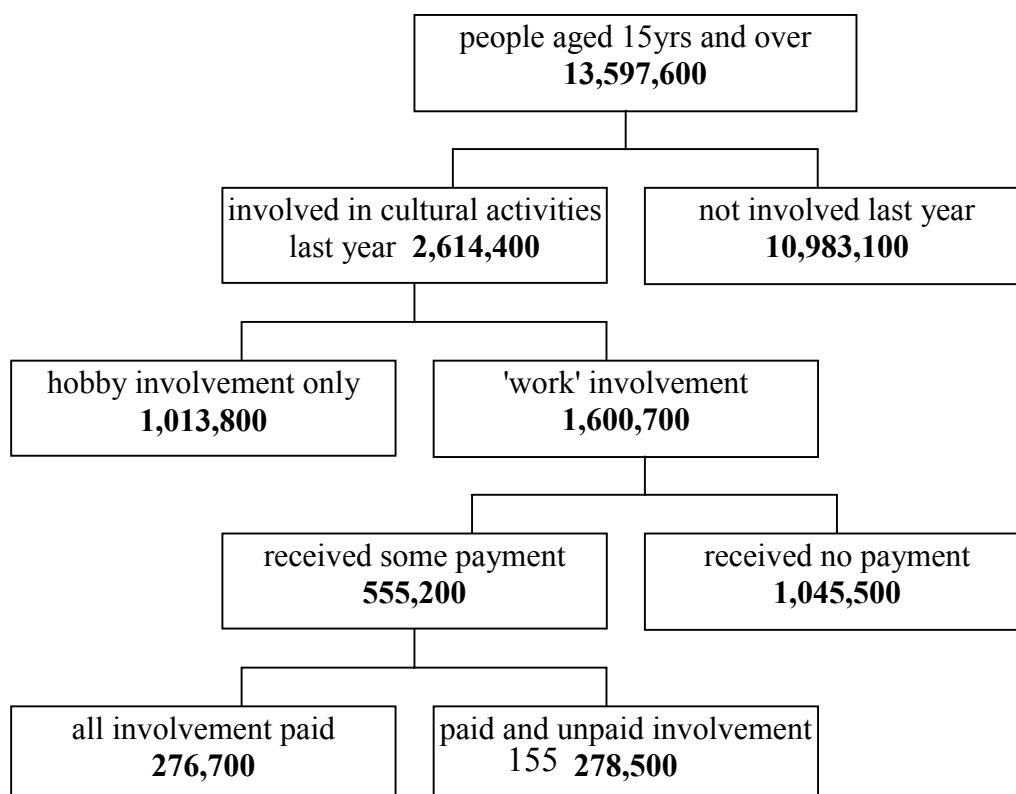 people aged 15yrs and over
13,597,600
involved in cultural activities
last year 2,614,400
not involved last year
10,983,100
hobby involvement only
1,013,800
'work' involvement
1,600,700
received some payment
555,200
received no payment
1,045,500
all involvement paid
276,700
paid and unpaid involvement
155 278,500